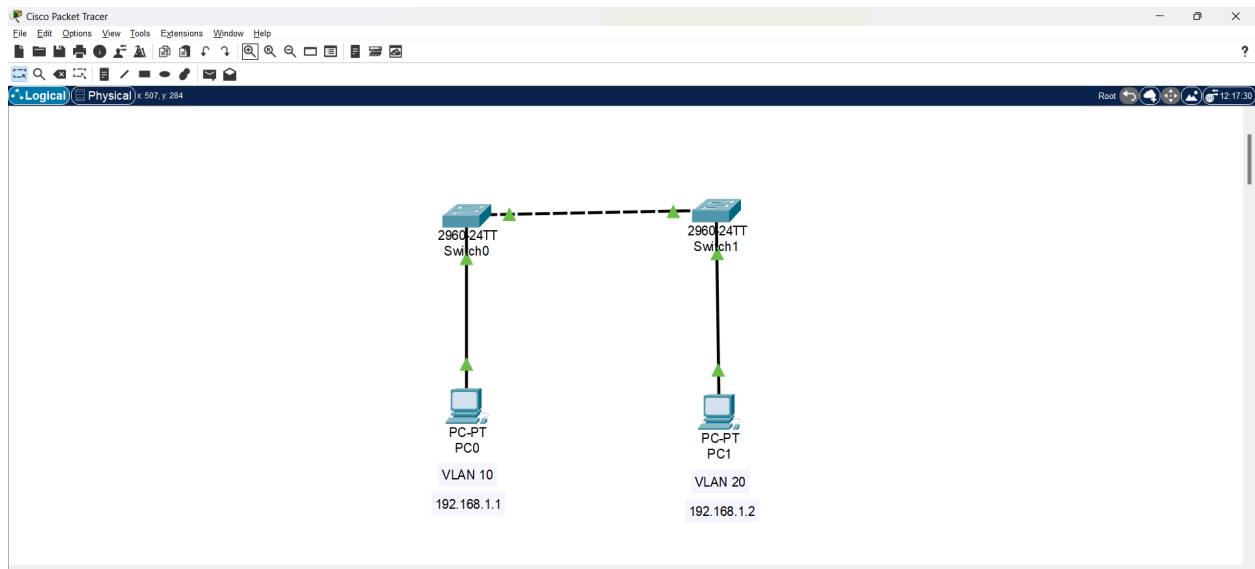 Cisco Packet Tracer
File Edit Options View Tools Extensions Window Help
?
Logical Physical x: 507, y: 284 Root 12:17:30
2960-24TT
Switch0
2960-24TT
Switch1
PC-PT
PC0
PC-PT
PC1
VLAN 10
192.168.1.1
VLAN 20
192.168.1.2